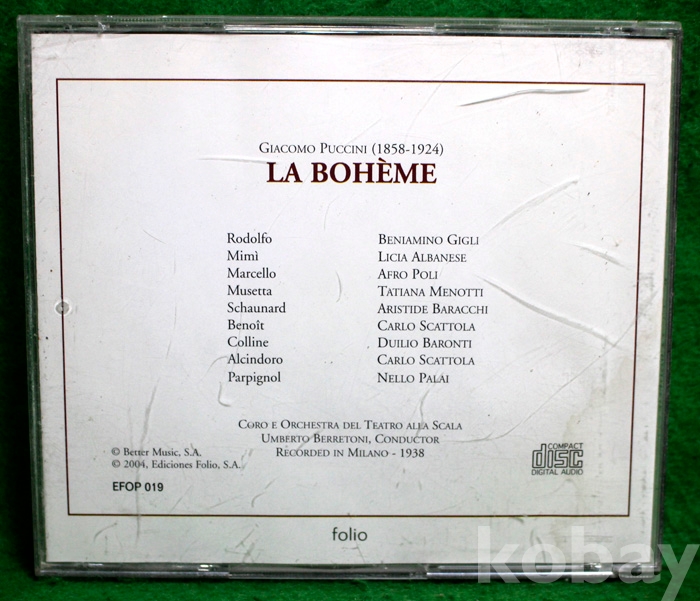 GIACOMO PUCCINI (1858-1924)
LA BOHÈME
Rodolfo BENIAMINO GIGLI
Mimì LICIA ALBANESE
Marcello AFRO POLI
Musetta TATIANA MENOTTI
Schaunard ARISTIDE BARACCHI
Benoît CARLO SCATTOLA
Colline DUILIO BARONTI
Alcindoro CARLO SCATTOLA
Parpignol NELLO PALAI
CORO E ORCHESTRA DEL TEATRO ALLA SCALA
UMBERTO BERRETONI, CONDUCTOR
RECORDED IN MILANO - 1938
© Better Music, S.A.
© 2004, Ediciones Folio, S.A.
EFOP 019
COMPACT
disc
DIGITAL AUDIO
folio
kobay